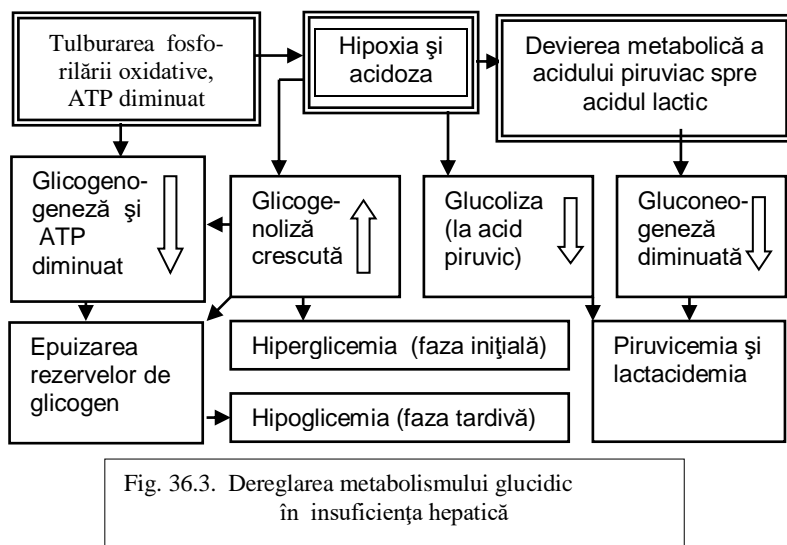 Tulburarea fosfo-
rilării oxidative,
ATP diminuat
Hipoxia şi
acidoza
Devierea metabolică a
acidului piruviac spre
acidul lactic
Glicogeno-
geneză şi
ATP
diminuat
Glicoge-
noliză
crescută
Glucoliza
(la acid
piruvic)
Gluconeo-
geneză
diminuată
Epuizarea
rezervelor de
glicogen
Hiperglicemia (faza iniţială)
Hipoglicemia (faza tardivă)
Piruvicemia şi
lactacidemia
Fig. 36.3. Dereglarea metabolismului glucidic
în insuficienţa hepatică